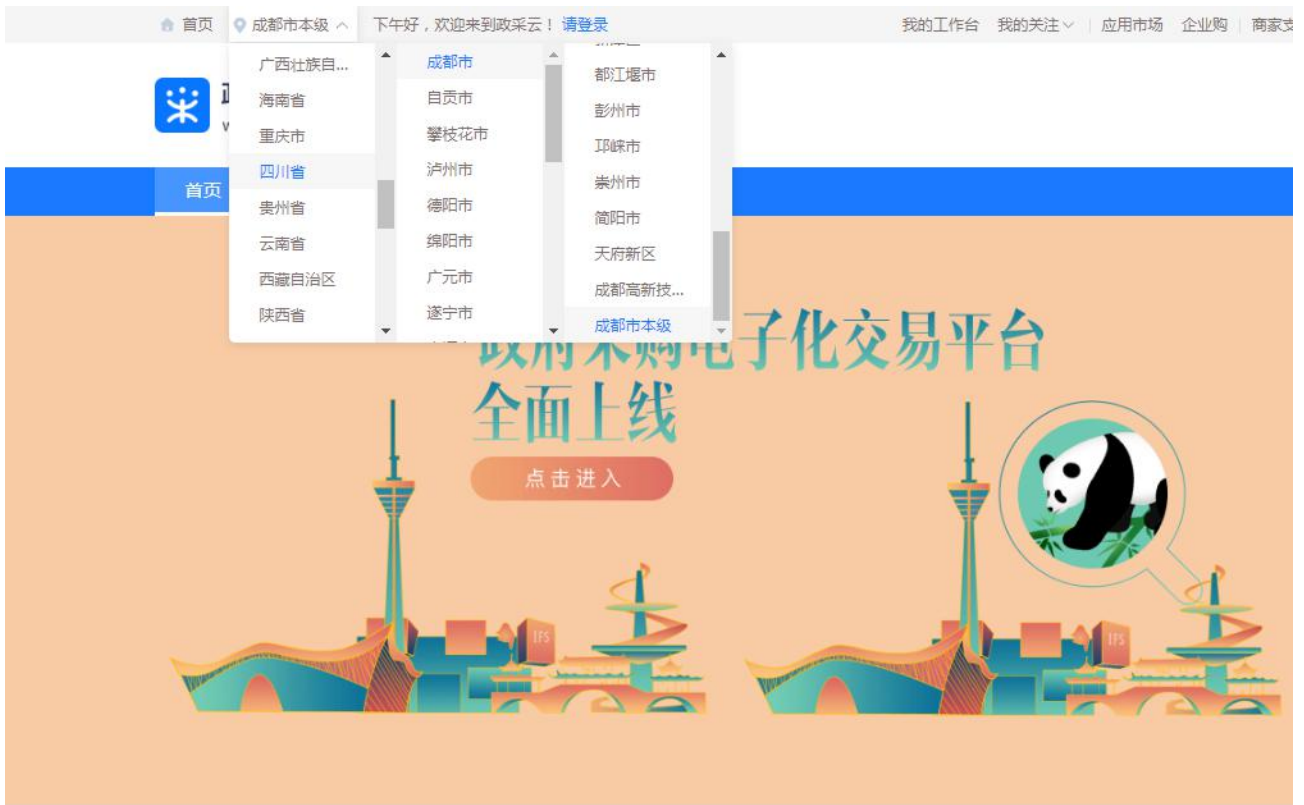 首页 成都市本级 下午好，欢迎来到政采云！请登录 我的工作台 我的关注 应用市场 企业购 商家支
广西壮族自...
海南省
重庆市
四川省
贵州省
云南省
西藏自治区
陕西省
成都市
自贡市
攀枝花市
泸州市
德阳市
绵阳市
广元市
遂宁市
都江堰市
彭州市
邛崃市
崇州市
简阳市
天府新区
成都高新技...
成都市本级
首页
政府采购电子化交易平台
全面上线
点击进入
IFS
IFS